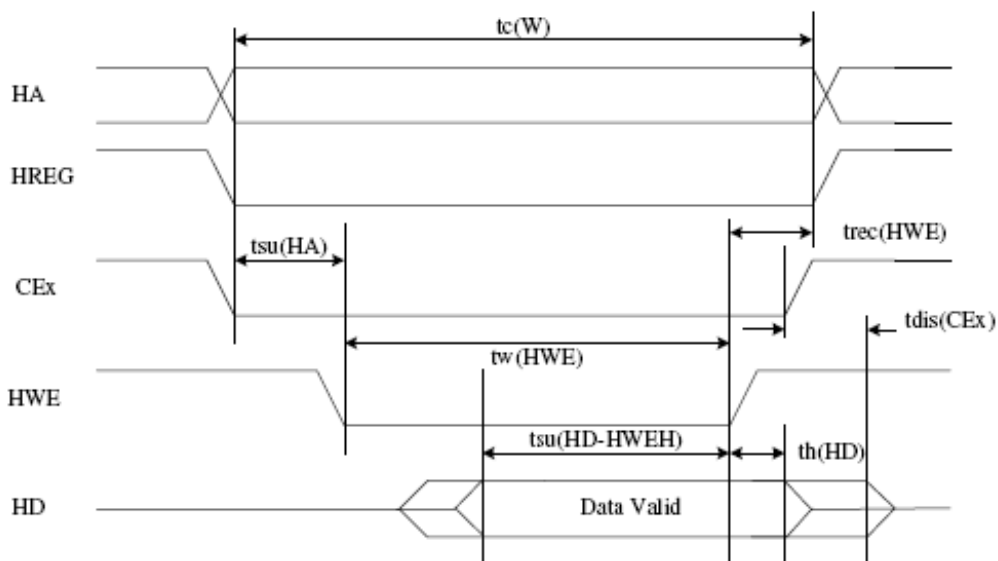 tc(W)
HA
HREG
trec(HWE)
tsu(HA)
CEx
tdis(CEx)
tw(HWE)
HWE
tsu(HD-HWEH)
th(HD)
HD
Data Valid